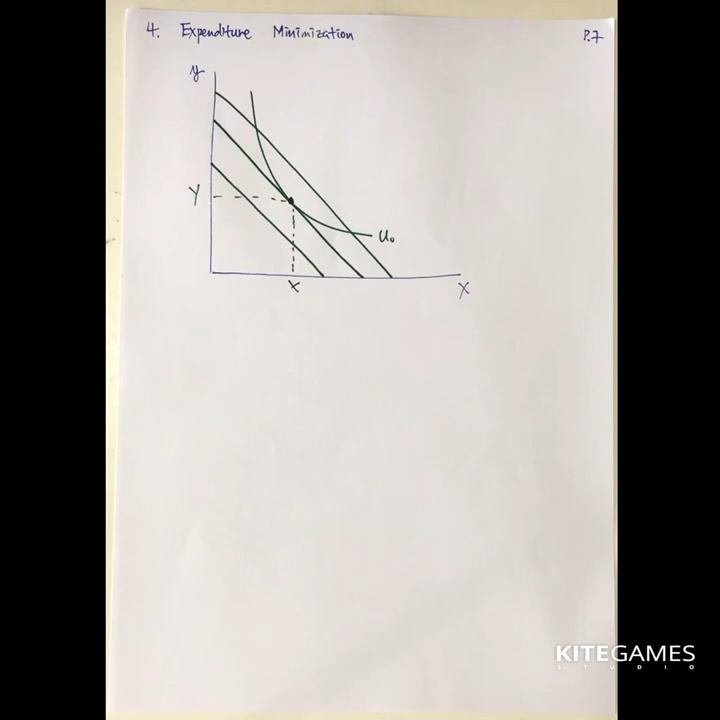 4. Expenditure Minimization P.7
y
Y
U₀
X
X
KITEGAMES
STUDIO